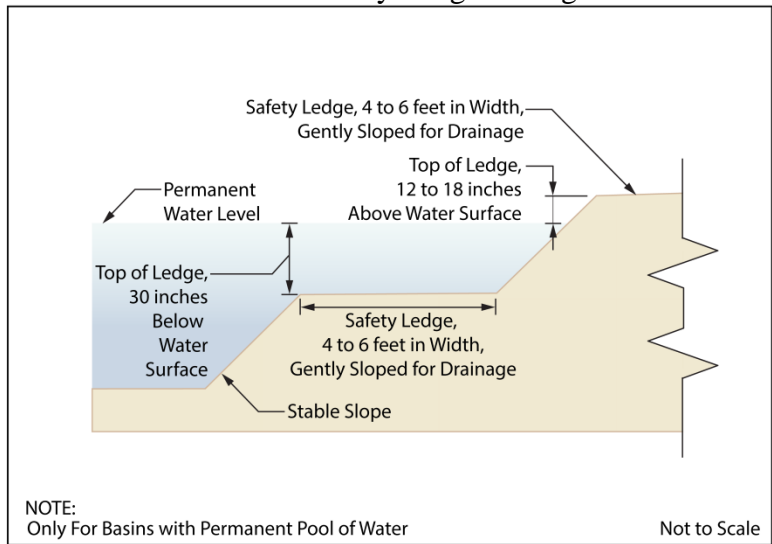 Safety Ledge, 4 to 6 feet in Width,
Gently Sloped for Drainage
Top of Ledge,
12 to 18 inches
Above Water Surface
Permanent
Water Level
Top of Ledge,
30 inches
Below
Water
Surface
Safety Ledge,
4 to 6 feet in Width,
Gently Sloped for Drainage
Stable Slope
NOTE:
Only For Basins with Permanent Pool of Water
Not to Scale